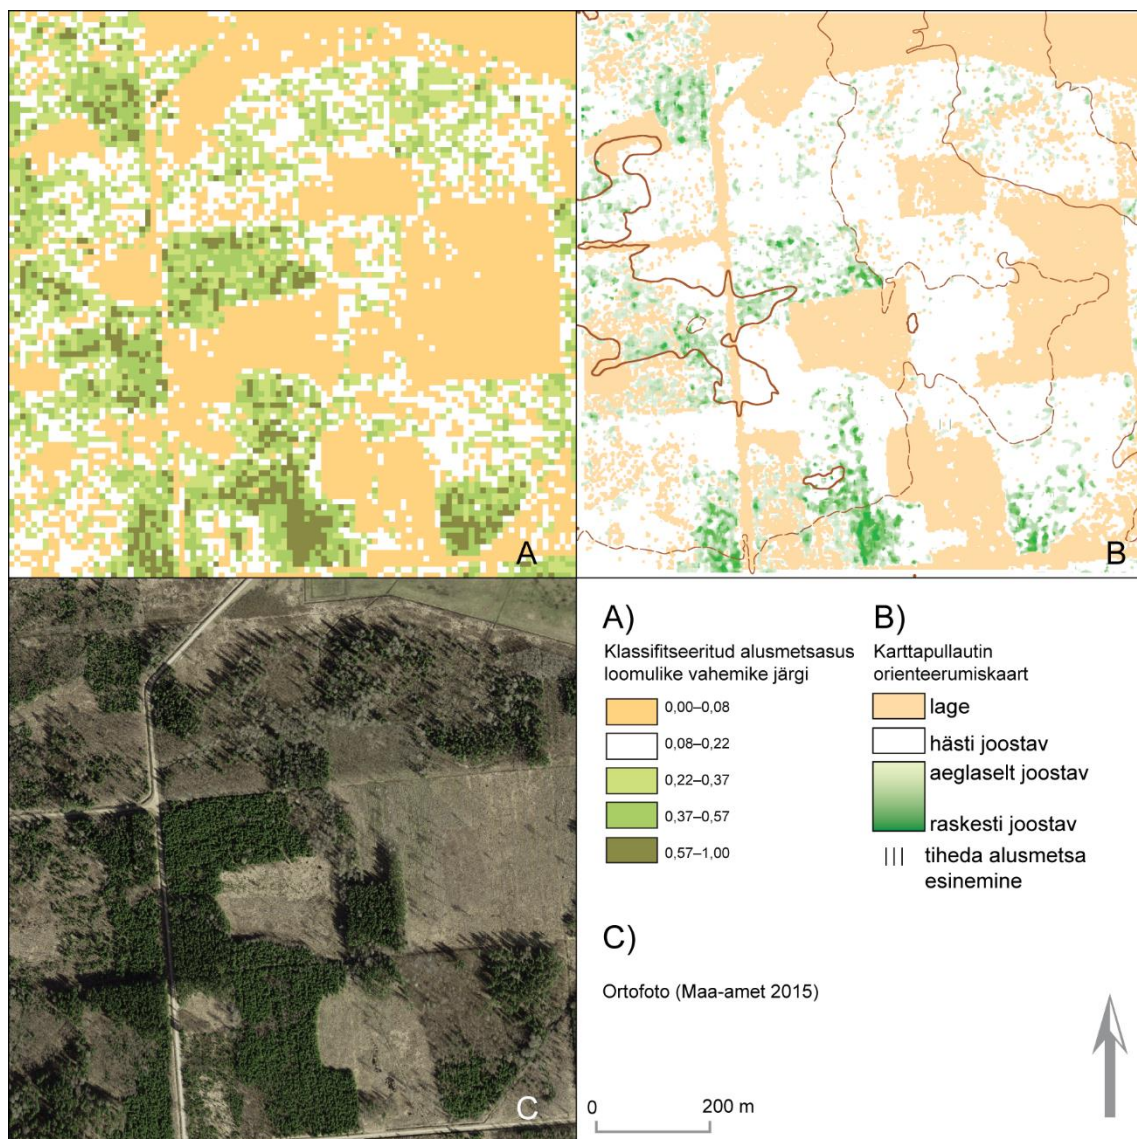 A
B
C
A)
Klassifitseeritud alusmetsasus
loomulike vahemike järgi
0,00–0,08
0,08–0,22
0,22–0,37
0,37–0,57
0,57–1,00
B)
Karttapullautin
orienteerumiskaart
lage
hästi joostav
aeglaselt joostav
raskesti joostav
tiheda alusmetsa
esinemine
C)
Ortofoto (Maa-amet 2015)
0 200 m